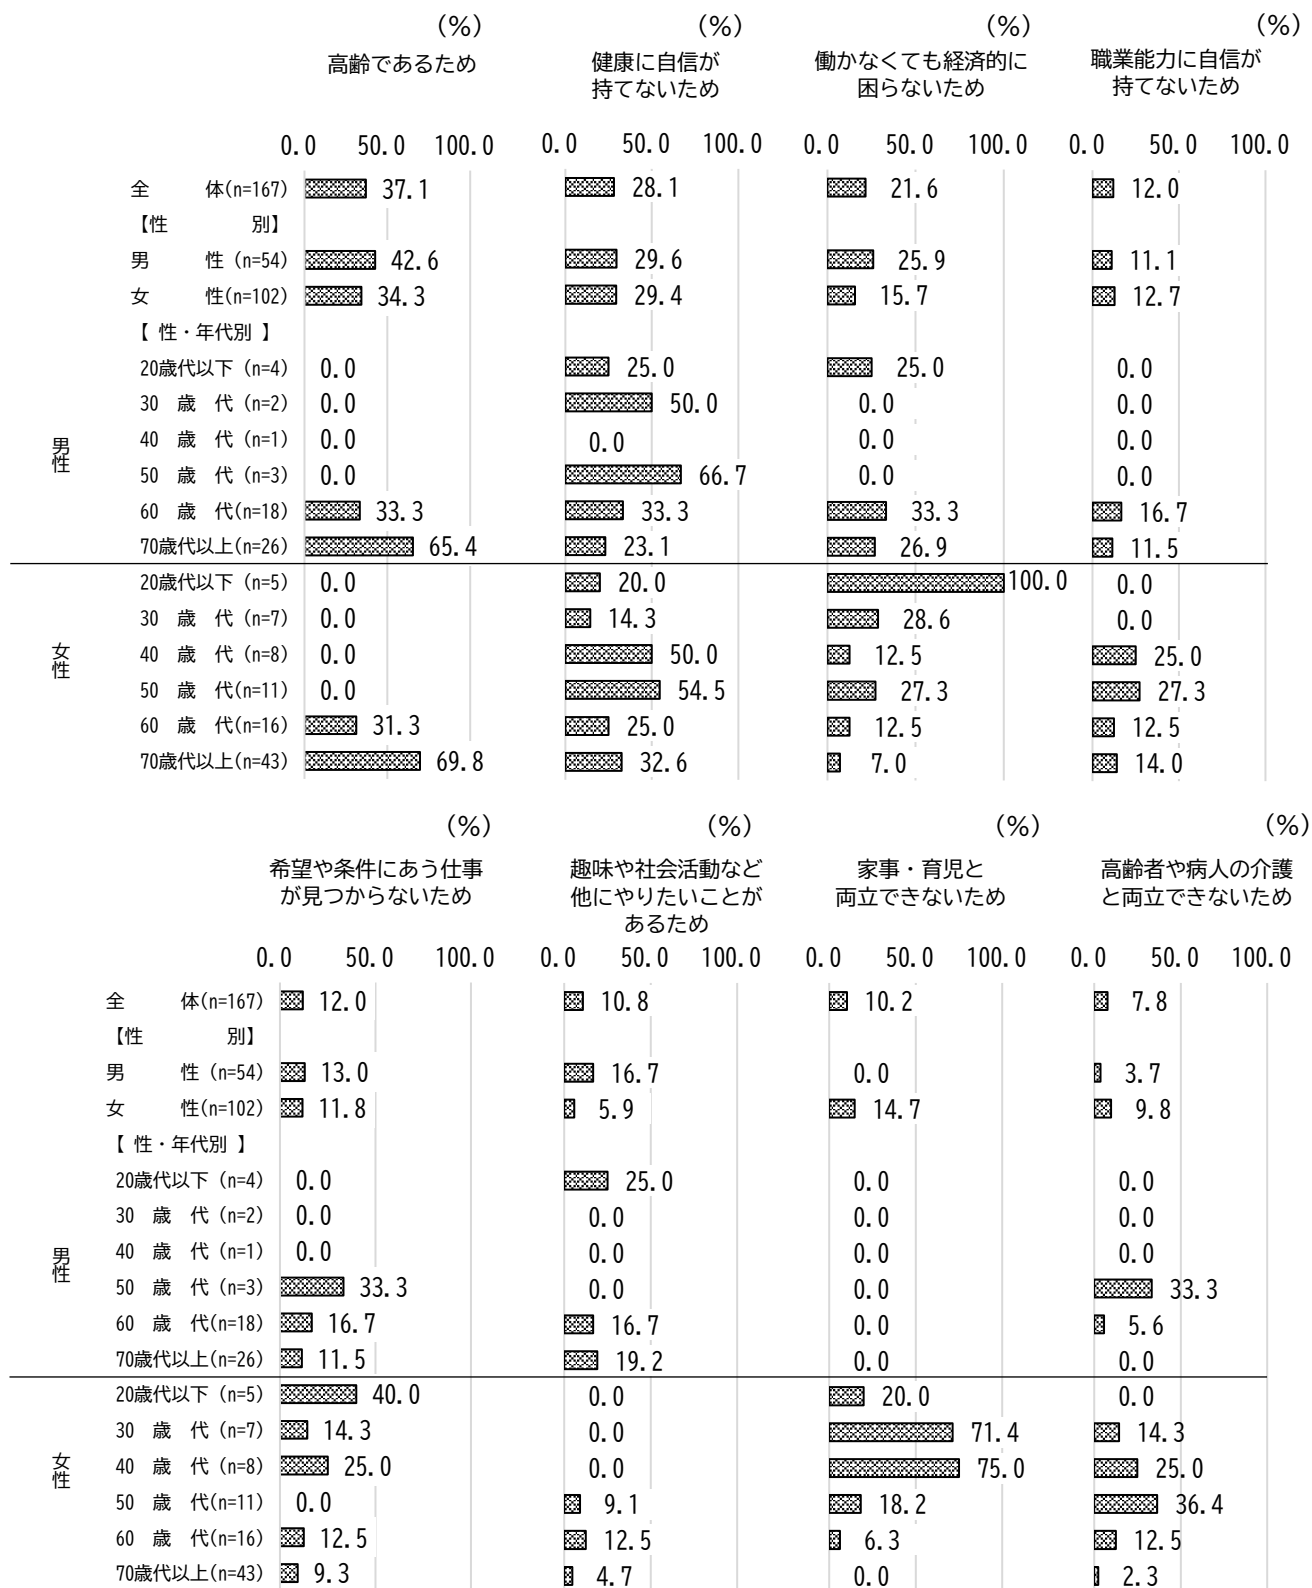 (%) (%) (%) (%)
高齢であるため 健康に自信が 働かなくても経済的に 職業能力に自信が
持てないため 困らないため 持てないため
0.0 50.0 100.0 0.0 50.0 100.0 0.0 50.0 100.0 0.0 50.0 100.0
全 体(n=167) 37.1 28.1 21.6 12.0
【性 別】
男 性(n=54) 42.6 29.6 25.9 11.1
女 性(n=102) 34.3 29.4 15.7 12.7
【 性・年代別 】
男性
20歳代以下(n=4) 0.0 25.0 25.0 0.0
30 歳 代(n=2) 0.0 50.0 0.0 0.0
40 歳 代(n=1) 0.0 0.0 0.0 0.0
50 歳 代(n=3) 0.0 66.7 0.0 0.0
60 歳 代(n=18) 33.3 33.3 33.3 16.7
70歳代以上(n=26) 65.4 23.1 26.9 11.5
女性
20歳代以下(n=5) 0.0 20.0 100.0 0.0
30 歳 代(n=7) 0.0 14.3 28.6 0.0
40 歳 代(n=8) 0.0 50.0 12.5 25.0
50 歳 代(n=11) 0.0 54.5 27.3 27.3
60 歳 代(n=16) 31.3 25.0 12.5 12.5
70歳代以上(n=43) 69.8 32.6 7.0 14.0
(%) (%) (%) (%)
希望や条件にあう仕事 趣味や社会活動など 家事・育児と 高齢者や病人の介護
が見つからないため 他にやりたいことが 両立できないため と両立できないため
あるため
0.0 50.0 100.0 0.0 50.0 100.0 0.0 50.0 100.0 0.0 50.0 100.0
全 体(n=167) 12.0 10.8 10.2 7.8
【性 別】
男 性(n=54) 13.0 16.7 0.0 3.7
女 性(n=102) 11.8 5.9 14.7 9.8
【 性・年代別 】
男性
20歳代以下(n=4) 0.0 25.0 0.0 0.0
30 歳 代(n=2) 0.0 0.0 0.0 0.0
40 歳 代(n=1) 0.0 0.0 0.0 0.0
50 歳 代(n=3) 33.3 0.0 0.0 33.3
60 歳 代(n=18) 16.7 16.7 0.0 5.6
70歳代以上(n=26) 11.5 19.2 0.0 0.0
女性
20歳代以下(n=5) 40.0 0.0 20.0 0.0
30 歳 代(n=7) 14.3 0.0 71.4 14.3
40 歳 代(n=8) 25.0 0.0 75.0 25.0
50 歳 代(n=11) 0.0 9.1 18.2 36.4
60 歳 代(n=16) 12.5 12.5 6.3 12.5
70歳代以上(n=43) 9.3 4.7 0.0 2.3